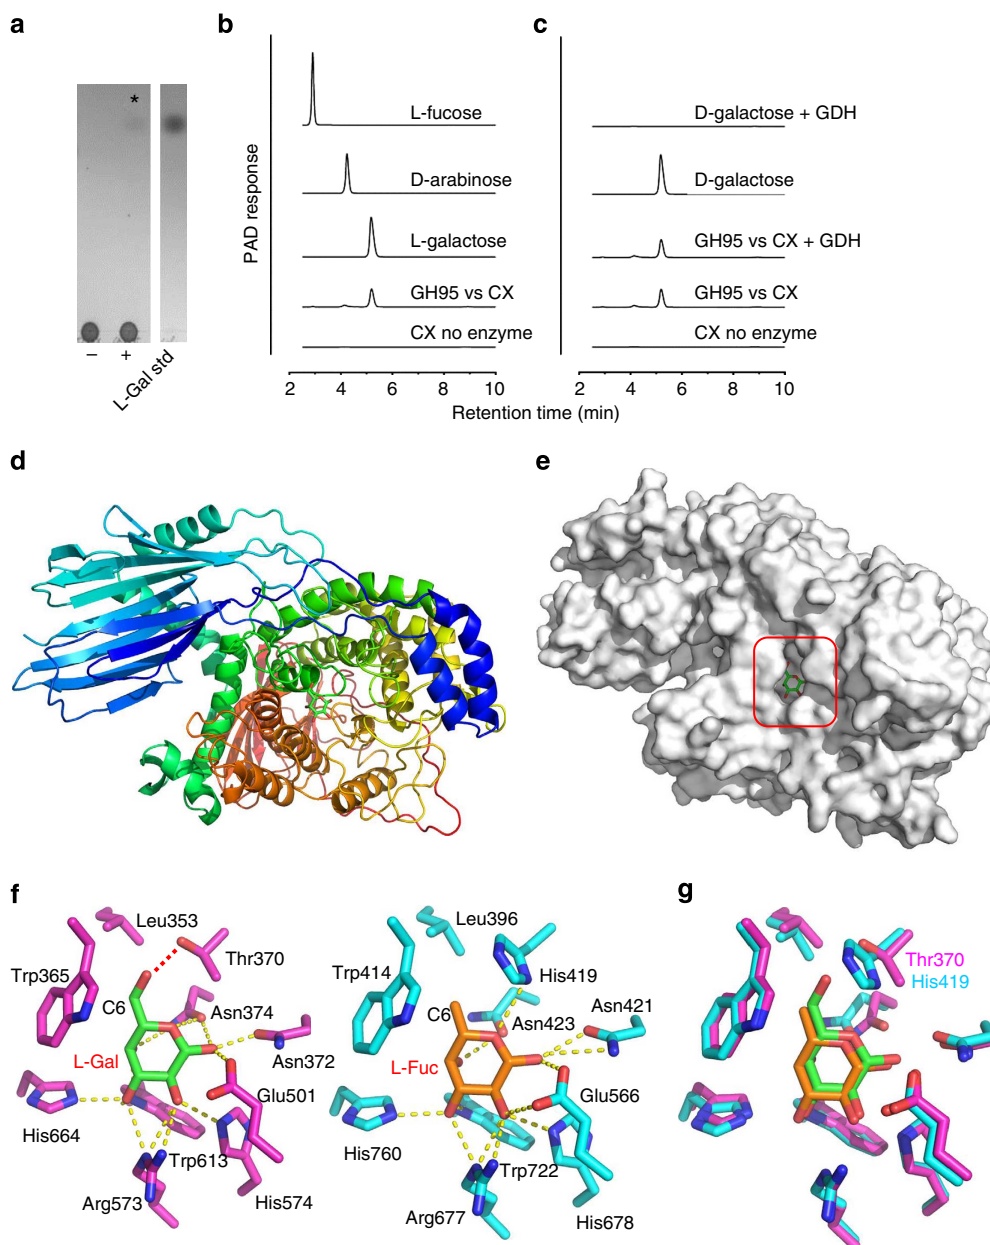 a
*
− +
L-Gal std
b
PAD response
L-fucose
D-arabinose
L-galactose
GH95 vs CX
CX no enzyme
2 4 6 8 10
c
D-galactose + GDH
D-galactose
GH95 vs CX + GDH
GH95 vs CX
CX no enzyme
2 4 6 8 10
Retention time (min)
d
e
f
Leu353
Thr370
Trp365
C6
Asn374
Asn372
L-Gal
Glu501
His664
Trp613
Arg573
His574
Leu396
His419
Trp414
C6
Asn421
Asn423
L-Fuc
Glu566
His760
Trp722
Arg677
His678
g
Thr370
His419